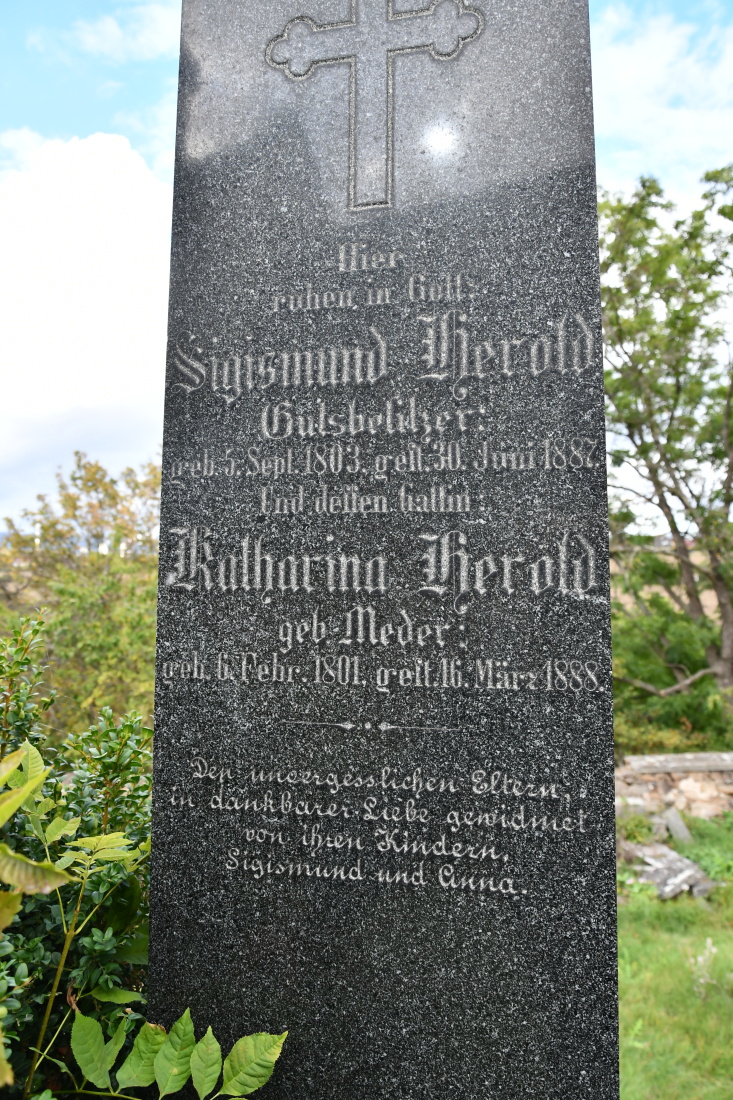 Hier
ruhen in Gott:
Sigismund Herold
Gutsbesitzer:
geb. 5. Sept. 1803, gest. 30. Juni 1887.
Und dessen Gattin:
Katharina Herold
geb. Meder:
geb. 6. Febr. 1801, gest. 16. März 1888.
Den unvergesslichen Eltern,
in dankbarer Liebe gewidmet
von ihren Kindern,
Sigismund und Anna.